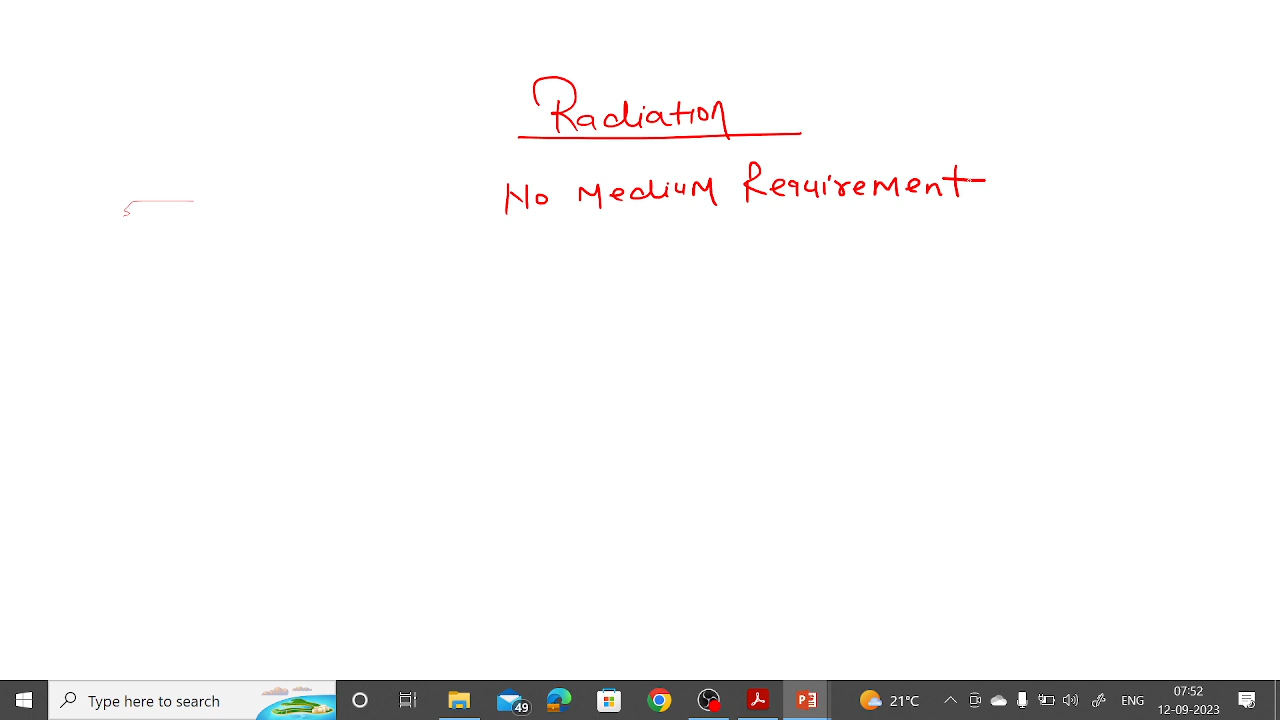 Radiation
No Medium Requirement
Type here to search
49
21°C
ENG
07:52
12-09-2023